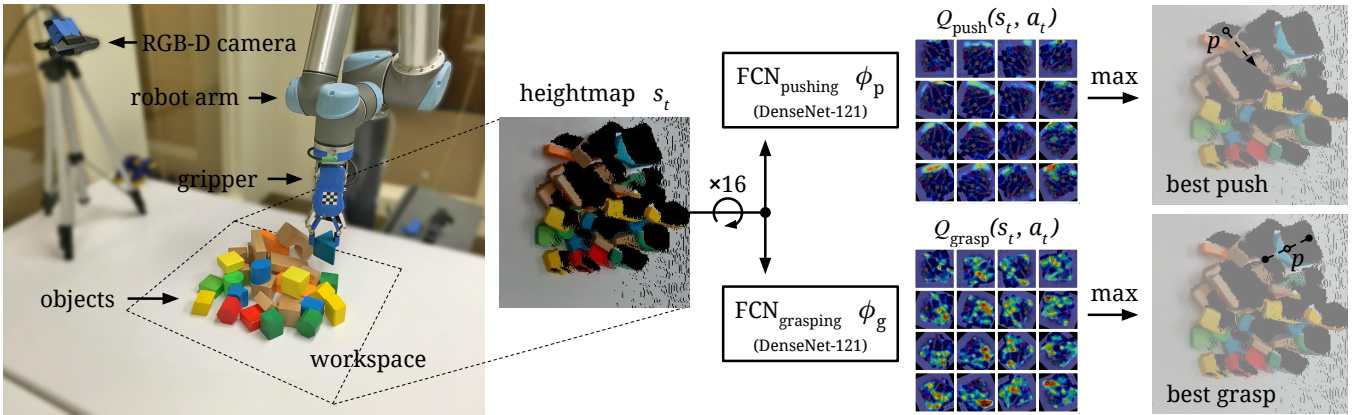 RGB-D camera
robot arm
gripper
objects
workspace
heightmap s_t
×16
FCN_pushing ϕ_p
(DenseNet-121)
FCN_grasping ϕ_g
(DenseNet-121)
Q_push(s_t, a_t)
Q_grasp(s_t, a_t)
max
max
p
best push
p
best grasp